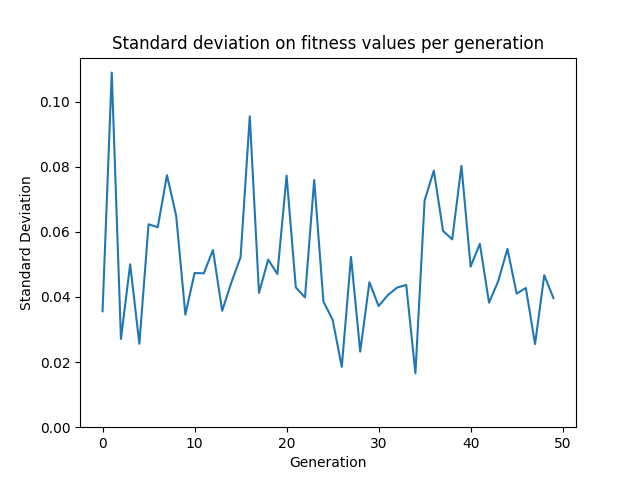 Standard deviation on fitness values per generation
0.10
0.08
0.06
0.04
0.02
0.00
Standard Deviation
0 10 20 30 40 50
Generation